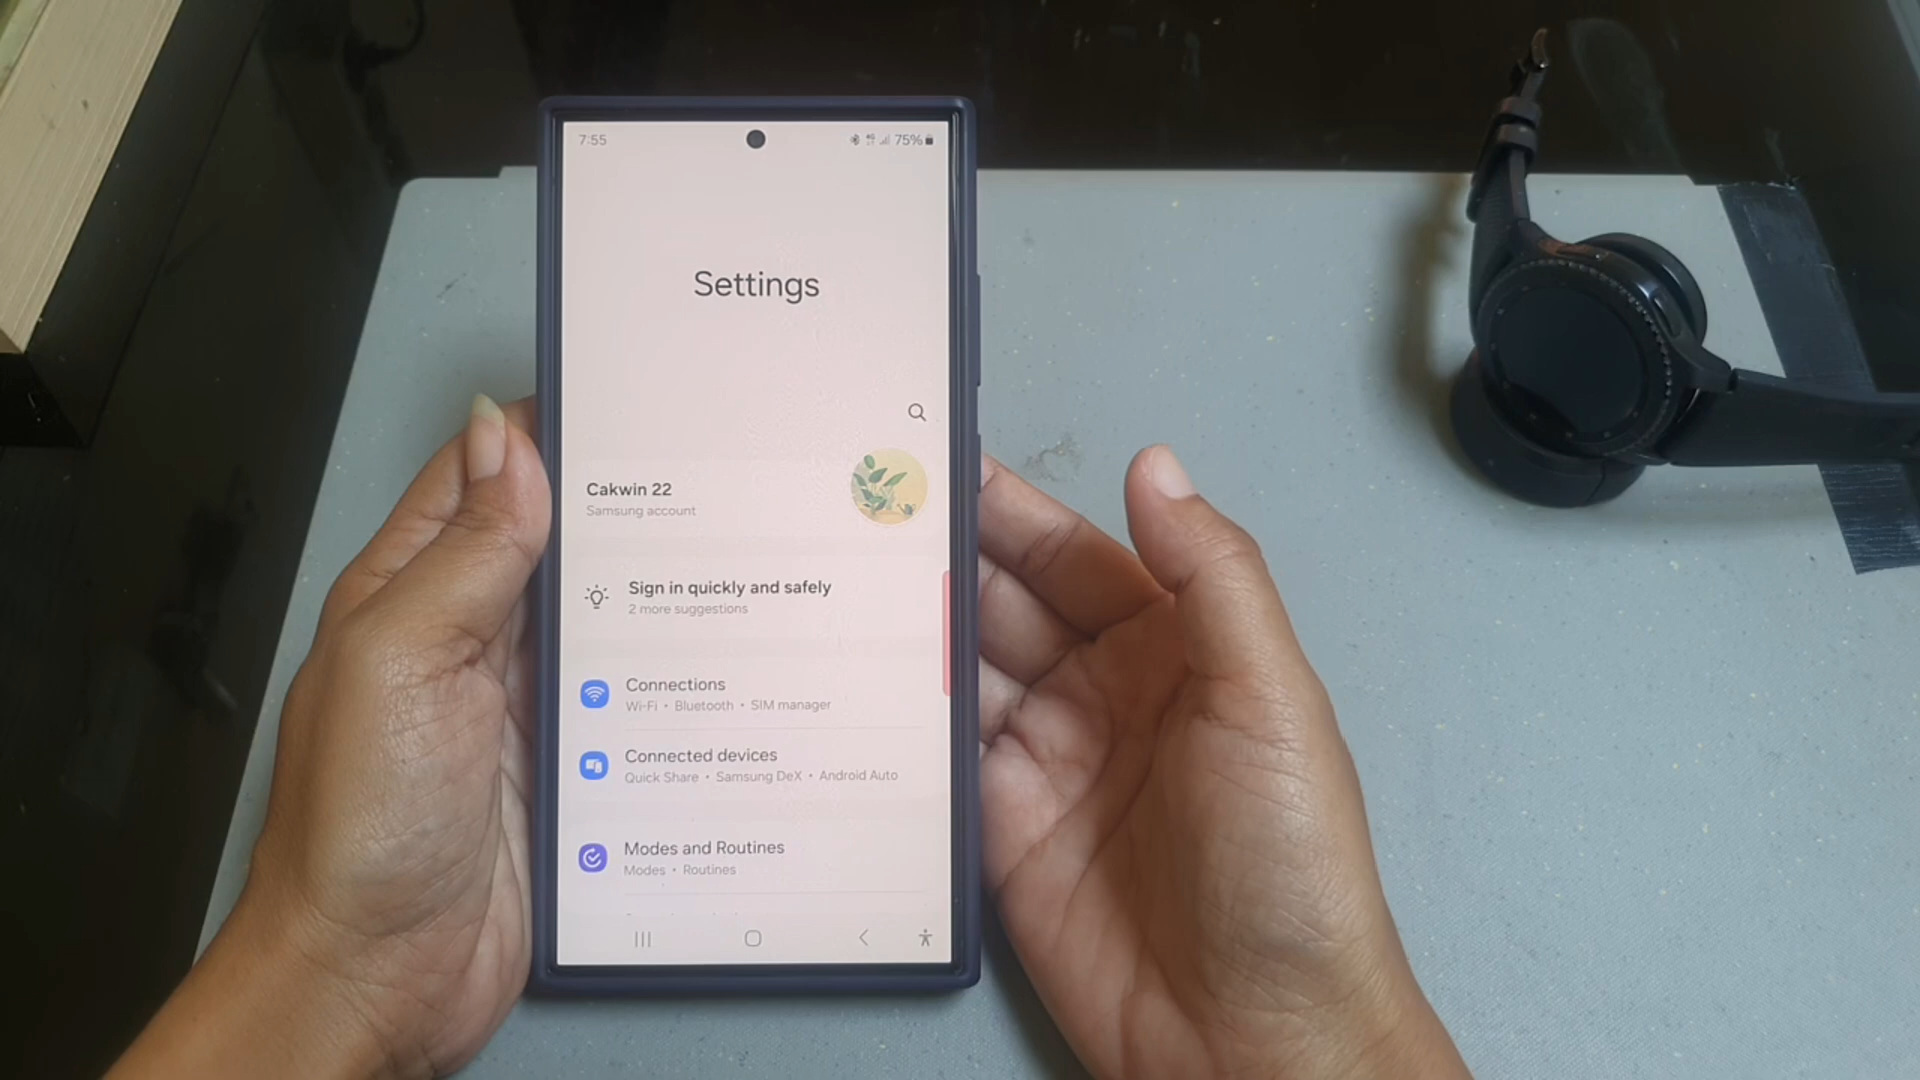 7:55
75%
Settings
Cakwin 22
Samsung account
Sign in quickly and safely
2 more suggestions
Connections
Wi-Fi • Bluetooth • SIM manager
Connected devices
Quick Share • Samsung DeX • Android Auto
Modes and Routines
Modes • Routines